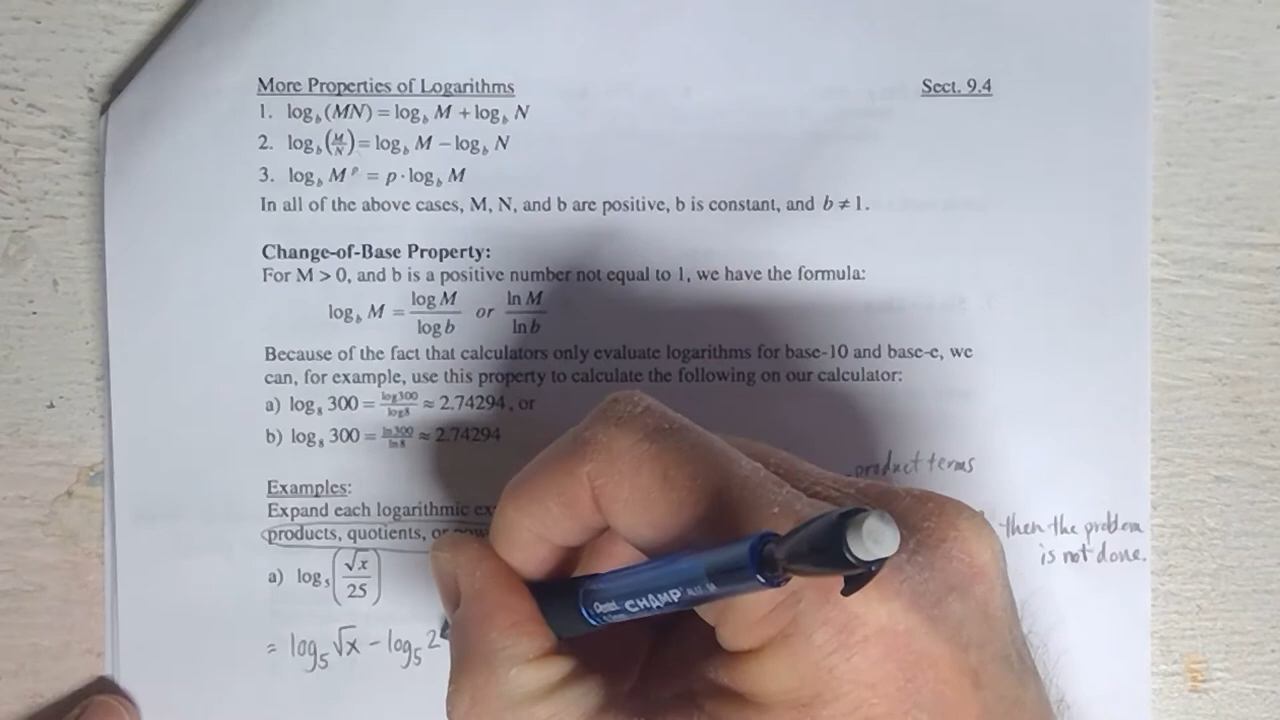 More Properties of Logarithms Sect. 9.4
1. log_b (MN) = log_b M + log_b N
2. log_b (M/N) = log_b M − log_b N
3. log_b M^p = p · log_b M
In all of the above cases, M, N, and b are positive, b is constant, and b ≠ 1.
Change-of-Base Property:
For M > 0, and b is a positive number not equal to 1, we have the formula:
log_b M = log M / log b or ln M / ln b
Because of the fact that calculators only evaluate logarithms for base-10 and base-e, we
can, for example, use this property to calculate the following on our calculator:
a) log_8 300 = log300/log8 ≈ 2.74294, or
b) log_8 300 = ln300/ln8 ≈ 2.74294
product terms
Examples:
Expand each logarithmic
then the problem
products, quotients, or
is not done.
a) log_5 (√x / 25)
= log_5 √x − log_5 2
Pentel CHAMP